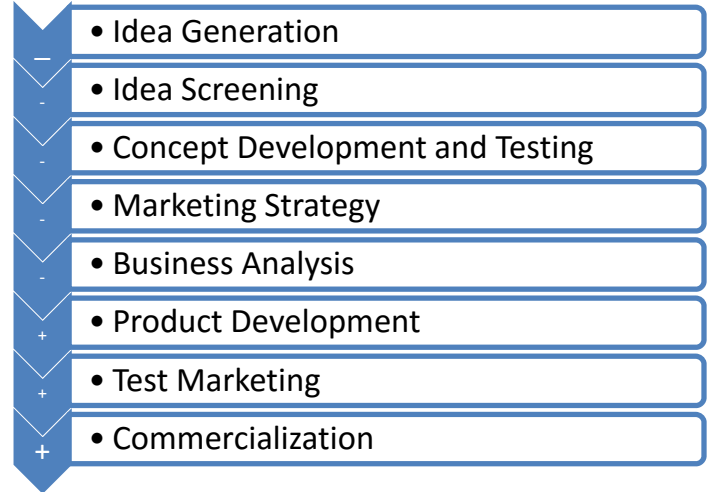 _
• Idea Generation
-
• Idea Screening
-
• Concept Development and Testing
-
• Marketing Strategy
-
• Business Analysis
+
• Product Development
+
• Test Marketing
+
• Commercialization